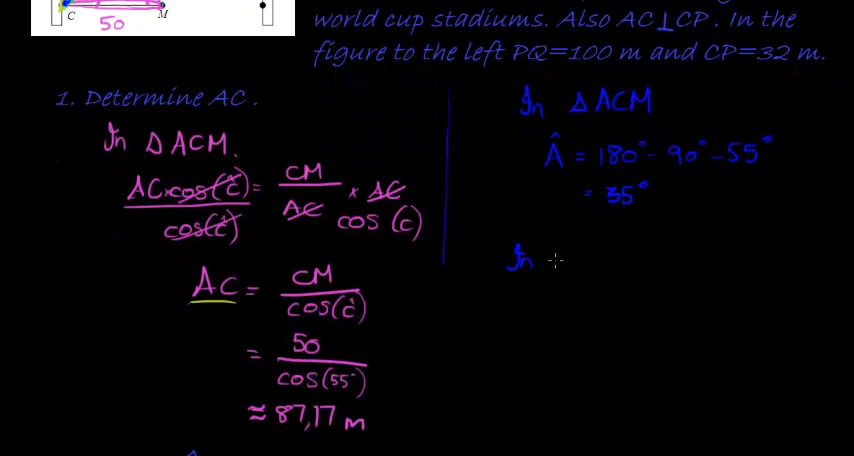 C
M
50
world cup stadiums. Also AC⊥CP. In the
figure to the left PQ=100 m and CP=32 m.
1. Determine AC.
In Δ ACM.
AC×cos(Ĉ) / cos(Ĉ) = CM / AC × AC / cos(C)
AC = CM / cos(Ĉ)
= 50 / cos(55°)
≈ 87,17 m
In Δ ACM
Â = 180° - 90° - 55°
= 35°
In